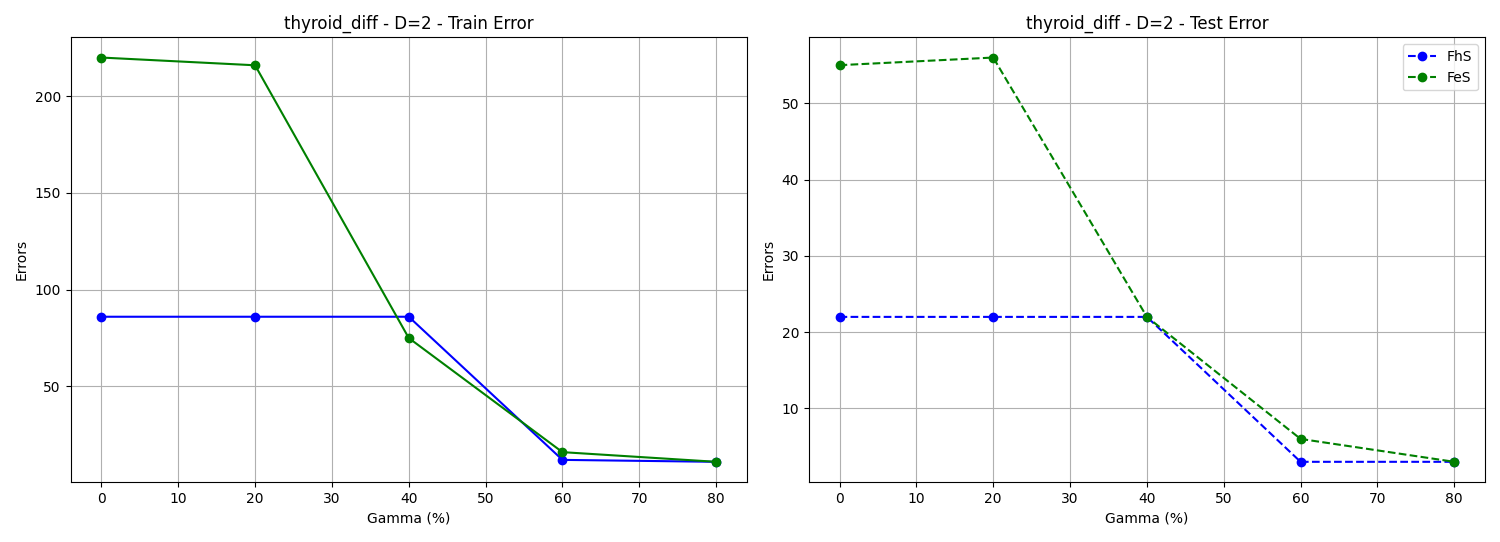 thyroid_diff - D=2 - Train Error
200
150
100
50
Errors
0 10 20 30 40 50 60 70 80
Gamma (%)
thyroid_diff - D=2 - Test Error
FhS
FeS
50
40
30
20
10
Errors
0 10 20 30 40 50 60 70 80
Gamma (%)